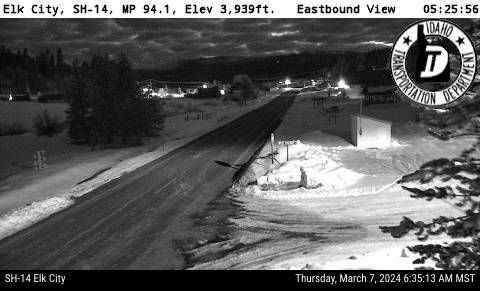 Elk City, SH-14, MP 94.1, Elev 3,939ft. Eastbound View 05:25:56
IDAHO
TRANSPORTATION DEPARTMENT
SH-14 Elk City Thursday, March 7, 2024 6:35:13 AM MST